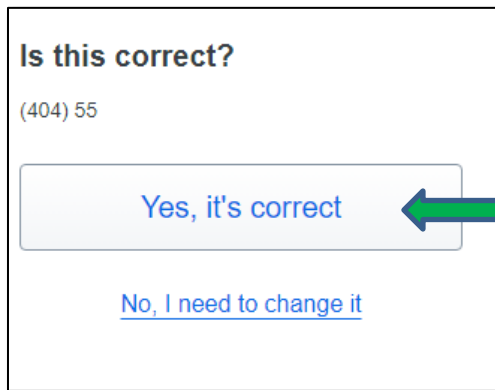 Is this correct?
(404) 55
Yes, it's correct
No, I need to change it